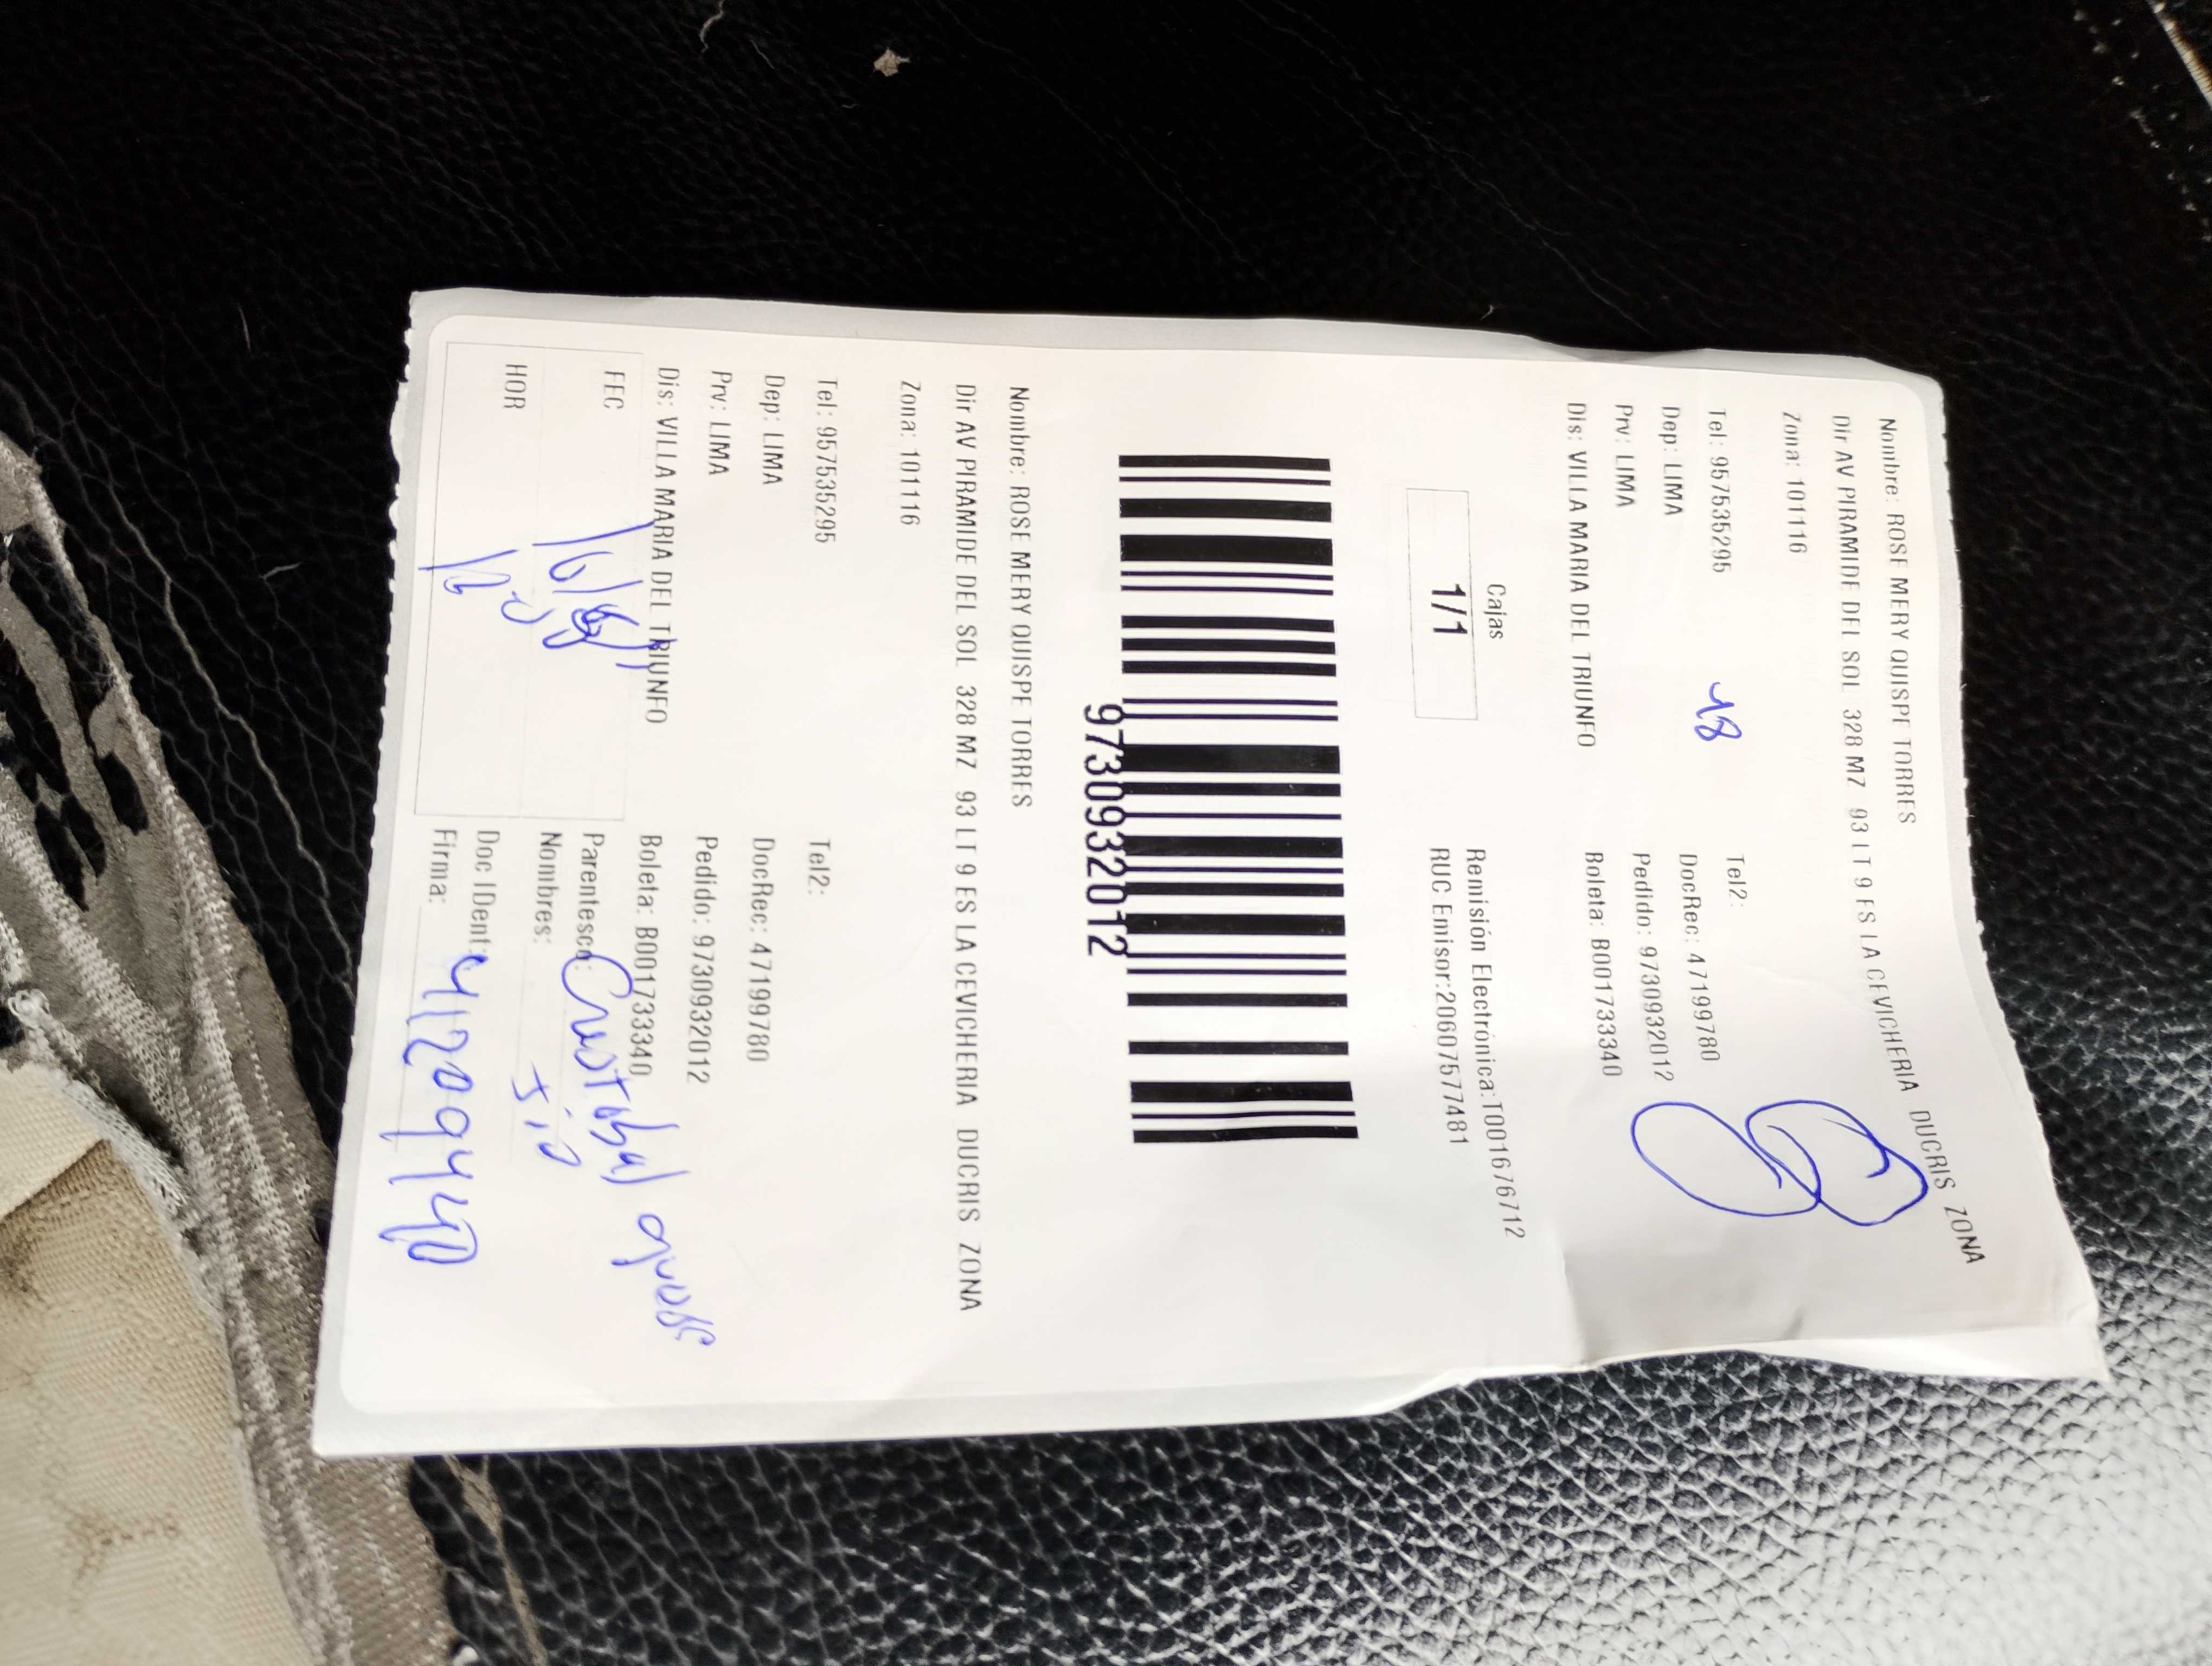 Nombre: ROSE MERY QUISPE TORRES
Dir AV PIRAMIDE DEL SOL 328 MZ 93 LT 9 ES LA CEVICHERIA DUCRIS ZONA
Zona: 101116
Tel: 957535295 48 Tel2:
Dep: LIMA DocRec: 47199780
Prv: LIMA Pedido: 9730932012
Dis: VILLA MARIA DEL TRIUNFO Boleta: B001733340
Cajas Remisión Electrónica:T001676712
1/1 RUC Emisor:20607577481
9730932012
Nombre: ROSE MERY QUISPE TORRES
Dir AV PIRAMIDE DEL SOL 328 MZ 93 LT 9 ES LA CEVICHERIA DUCRIS ZONA
Zona: 101116
Tel: 957535295 Tel2:
Dep: LIMA DocRec: 47199780
Prv: LIMA Pedido: 9730932012
Dis: VILLA MARIA DEL TRIUNFO Boleta: B001733340
FEC Parentesco:
Nombres: tio
HOR Doc IDent:
Firma: